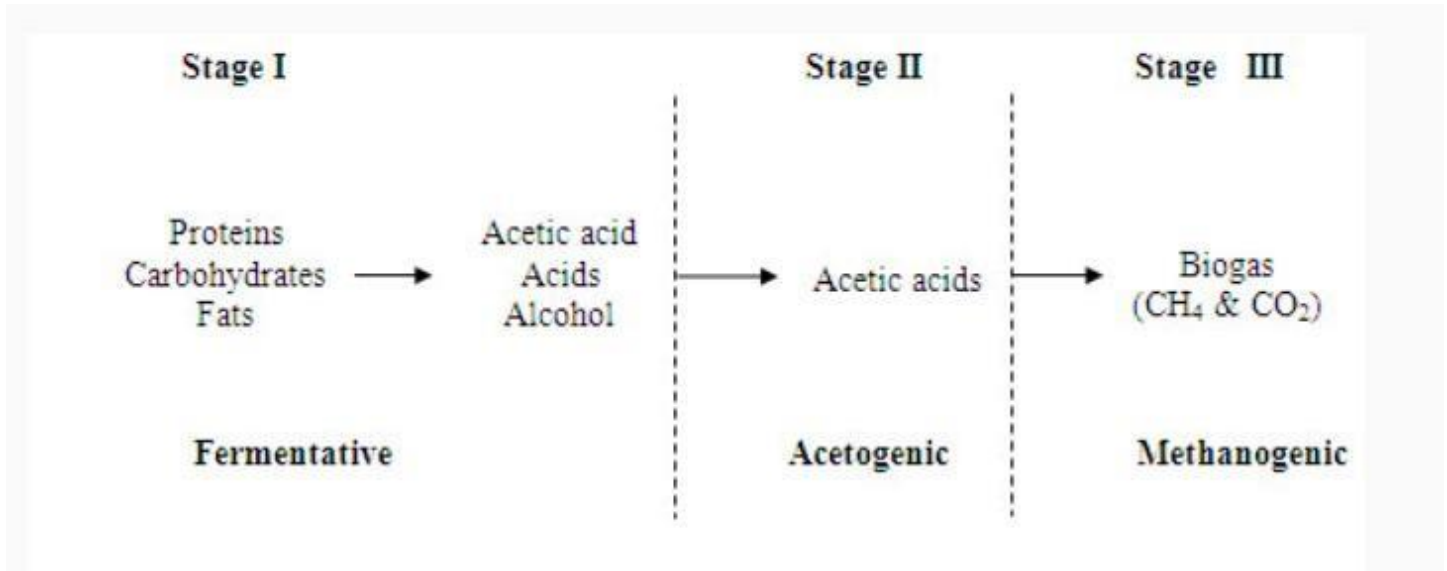 Stage I
Stage II
Stage III
Proteins
Carbohydrates
Fats
Acetic acid
Acids
Alcohol
Acetic acids
Biogas
(CH₄ & CO₂)
Fermentative
Acetogenic
Methanogenic